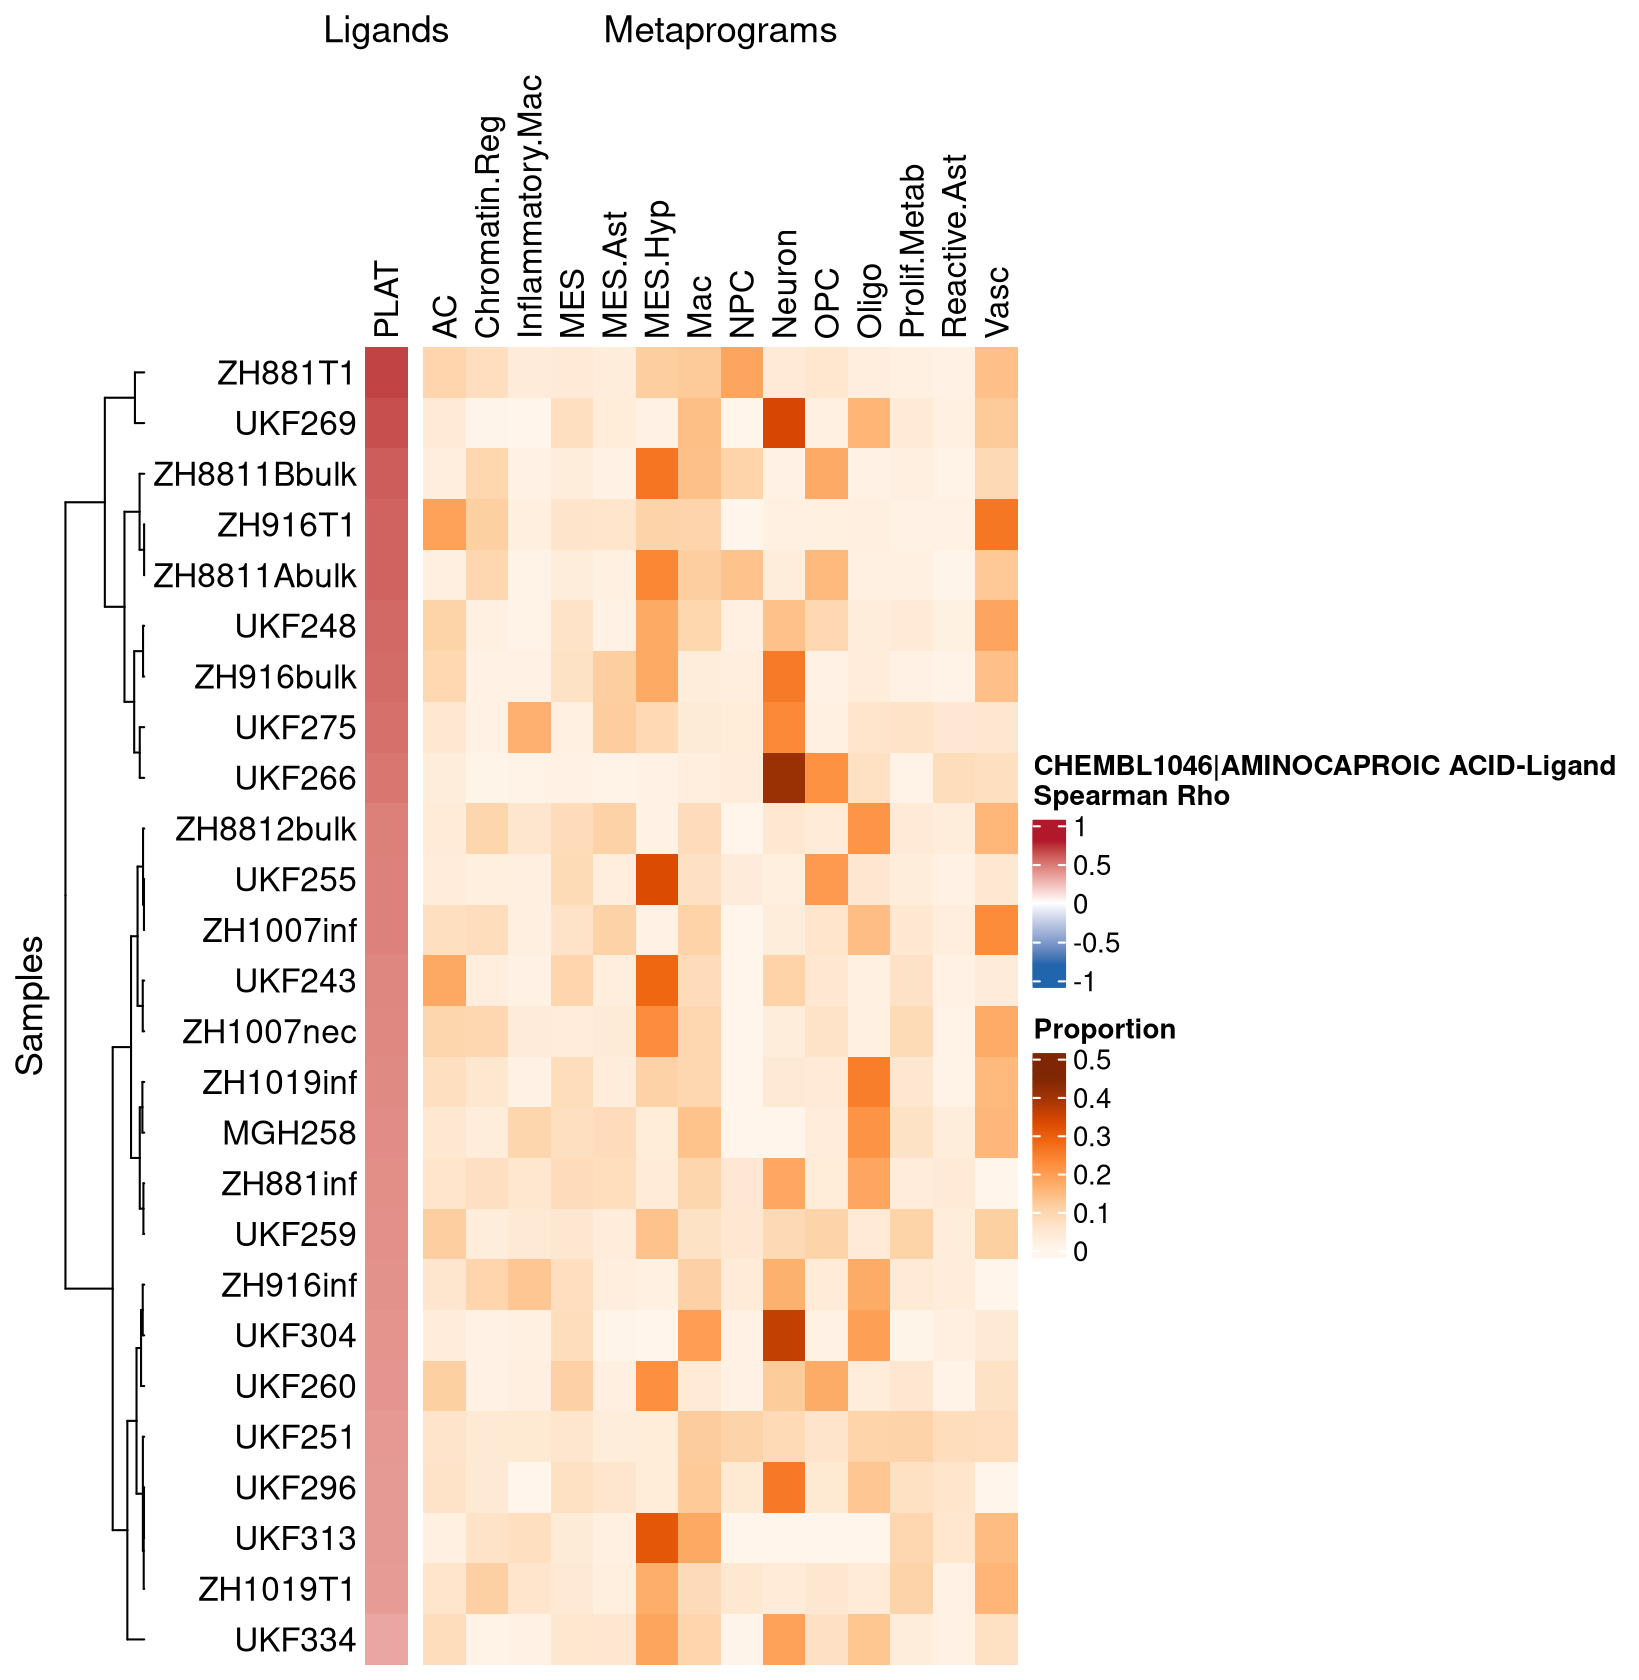 Ligands Metaprograms
PLAT AC Chromatin.Reg Inflammatory.Mac MES MES.Ast MES.Hyp Mac NPC Neuron OPC Oligo Prolif.Metab Reactive.Ast Vasc
Samples
ZH881T1
UKF269
ZH8811Bbulk
ZH916T1
ZH8811Abulk
UKF248
ZH916bulk
UKF275
UKF266
ZH8812bulk
UKF255
ZH1007inf
UKF243
ZH1007nec
ZH1019inf
MGH258
ZH881inf
UKF259
ZH916inf
UKF304
UKF260
UKF251
UKF296
UKF313
ZH1019T1
UKF334
CHEMBL1046|AMINOCAPROIC ACID-Ligand
Spearman Rho
1
0.5
0
-0.5
-1
Proportion
0.5
0.4
0.3
0.2
0.1
0